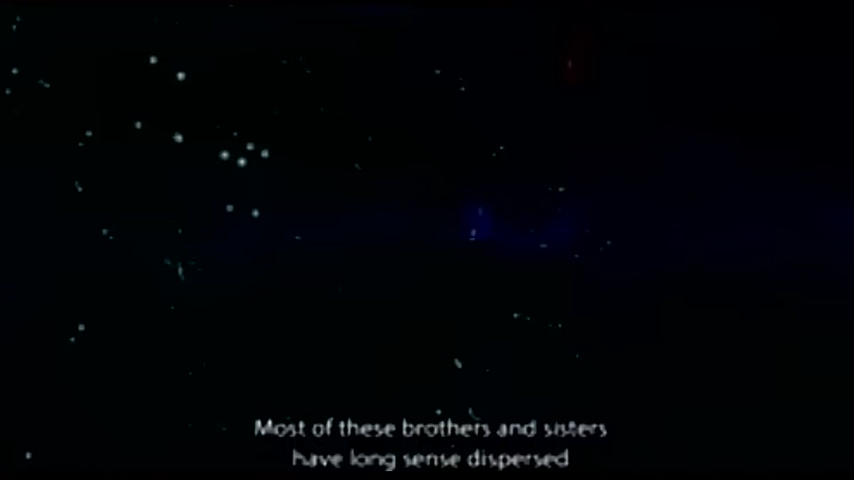 Most of these brothers and sisters
have long sense dispersed